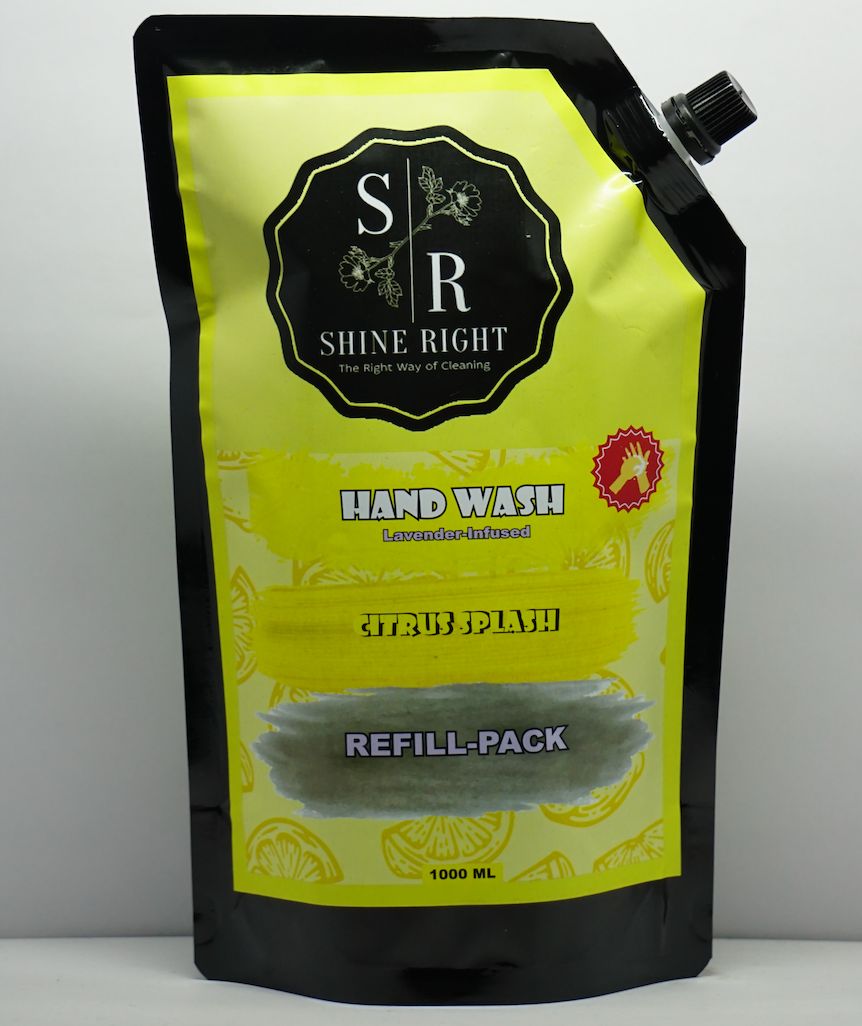 S
R
SHINE RIGHT
The Right Way of Cleaning
HAND WASH
Lavender-Infused
CITRUS SPLASH
REFILL-PACK
1000 ML